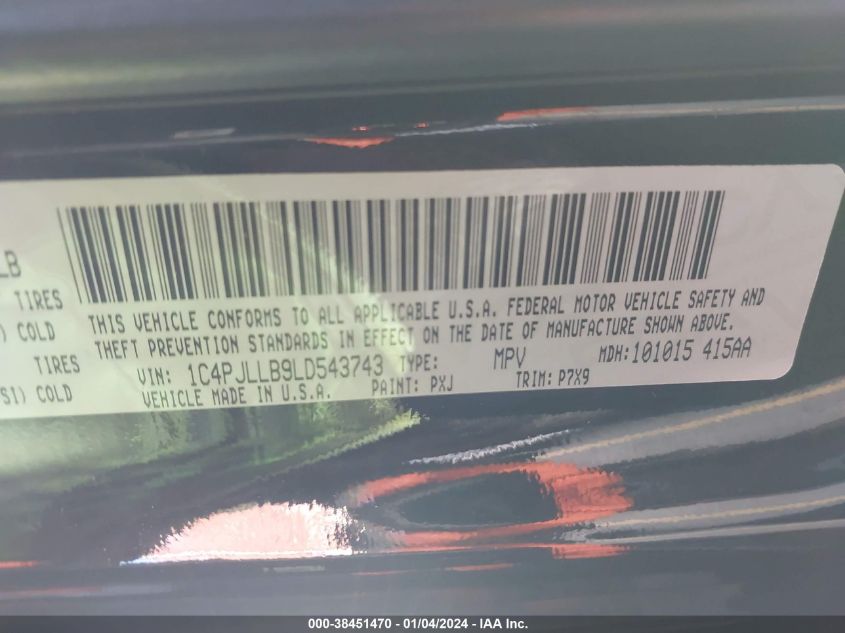 LB
TIRES
) COLD
TIRES
SI) COLD
THIS VEHICLE CONFORMS TO ALL APPLICABLE U.S.A. FEDERAL MOTOR VEHICLE SAFETY AND
THEFT PREVENTION STANDARDS IN EFFECT ON THE DATE OF MANUFACTURE SHOWN ABOVE.
VIN: 1C4PJLLB9LD543743 TYPE: MPV MDH:101015 415AA
VEHICLE MADE IN U.S.A. PAINT: PXJ TRIM: P7X9
000-38451470 - 01/04/2024 - IAA Inc.